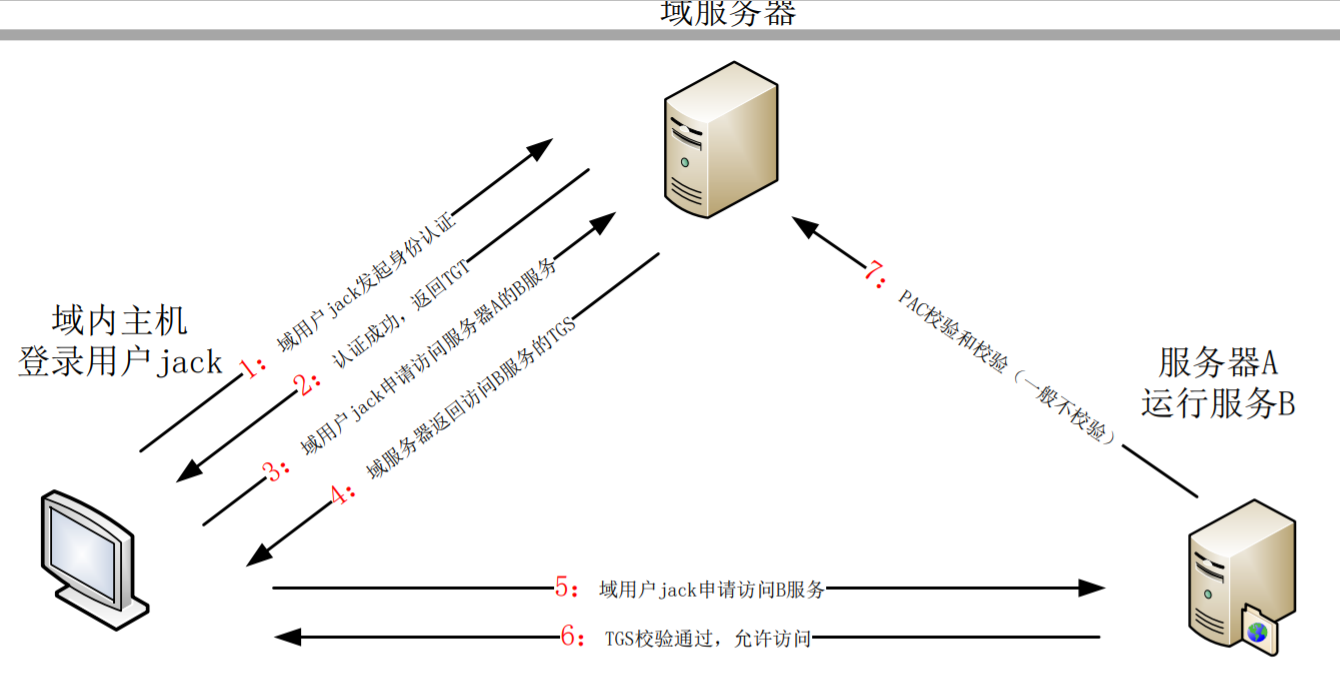 域服务器
域内主机
登录用户jack
1： 域用户jack发起身份认证
2： 认证成功，返回TGT
3： 域用户jack申请访问服务器A的B服务
4： 域服务器返回访问B服务的TGS
5： 域用户jack申请访问B服务
6： TGS校验通过，允许访问
7： PAC校验和校验（一般不校验）
服务器A
运行服务B